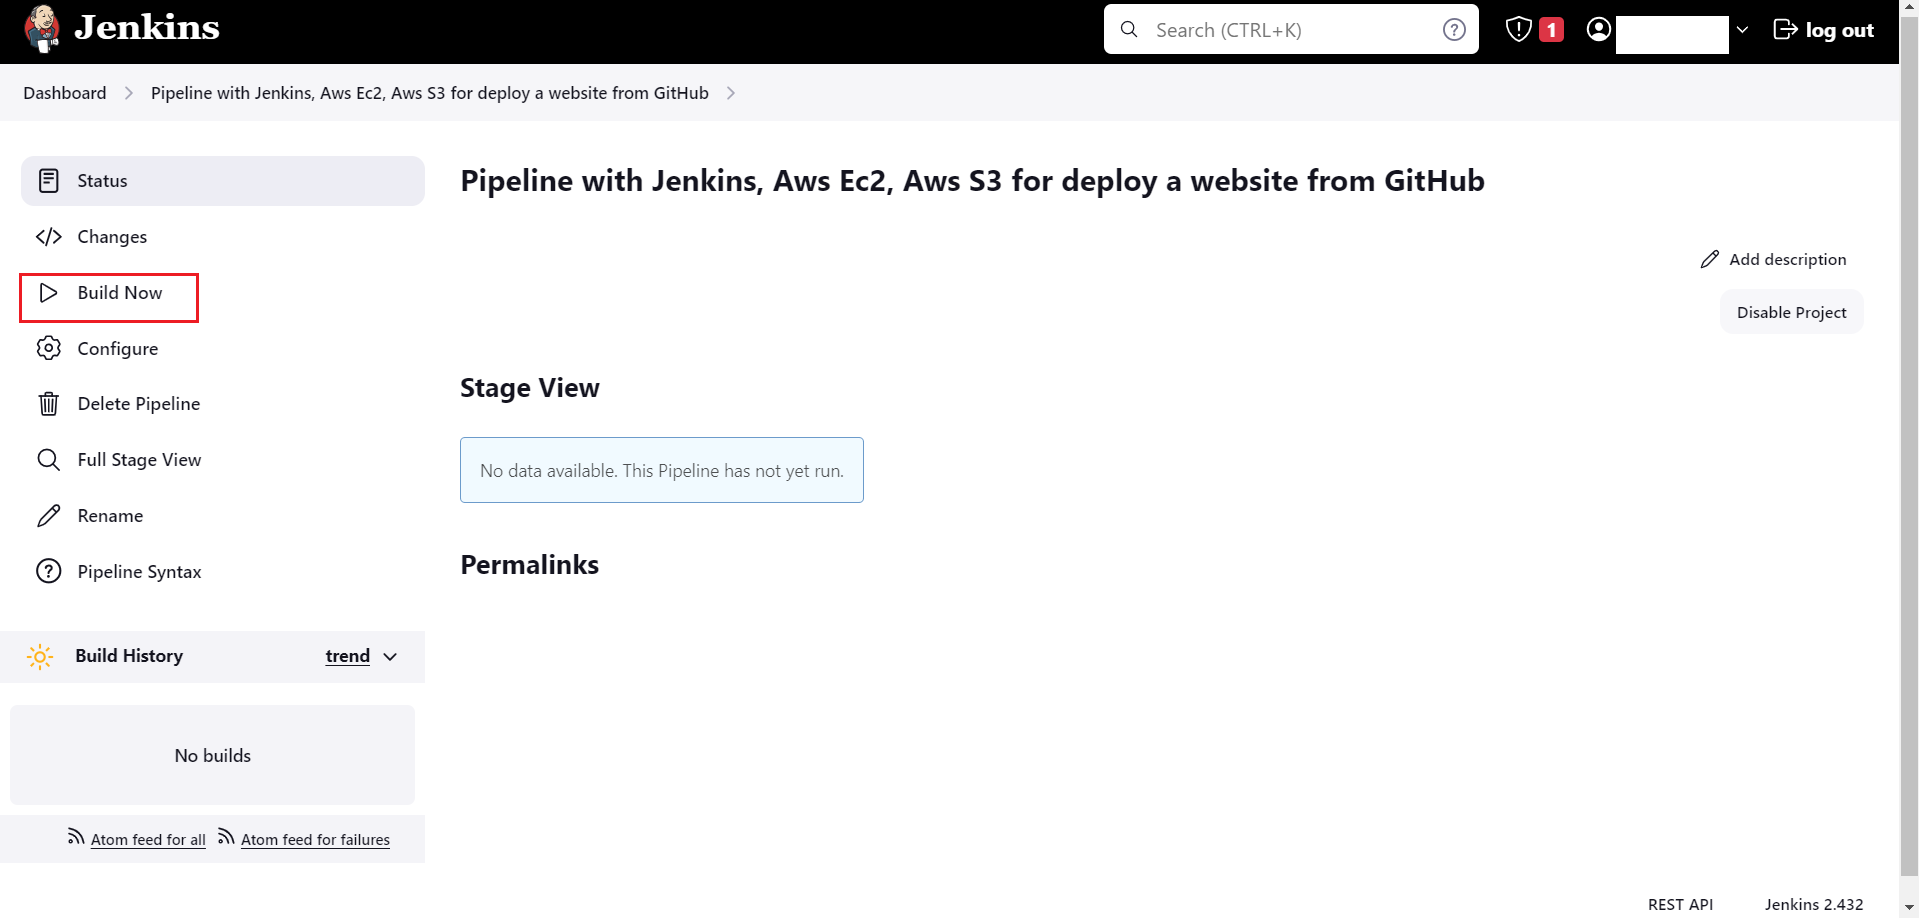 Jenkins
Search (CTRL+K)
1
log out
Dashboard
Pipeline with Jenkins, Aws Ec2, Aws S3 for deploy a website from GitHub
Status
Changes
Build Now
Configure
Delete Pipeline
Full Stage View
Rename
Pipeline Syntax
Build History
trend
No builds
Atom feed for all
Atom feed for failures
Pipeline with Jenkins, Aws Ec2, Aws S3 for deploy a website from GitHub
Add description
Disable Project
Stage View
No data available. This Pipeline has not yet run.
Permalinks
REST API
Jenkins 2.432